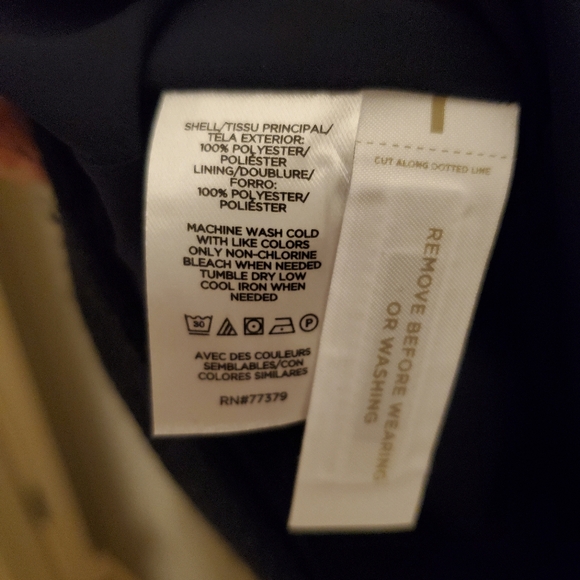 SHELL/TISSU PRINCIPAL/
TELA EXTERIOR:
100% POLYESTER/
POLIÉSTER
LINING/DOUBLURE/
FORRO:
100% POLYESTER/
POLIÉSTER
MACHINE WASH COLD
WITH LIKE COLORS
ONLY NON-CHLORINE
BLEACH WHEN NEEDED
TUMBLE DRY LOW
COOL IRON WHEN
NEEDED
30 P
AVEC DES COULEURS
SEMBLABLES/CON
COLORES SIMILARES
RN#77379
CUT ALONG DOTTED LINE
REMOVE BEFORE WEARING
OR WASHING